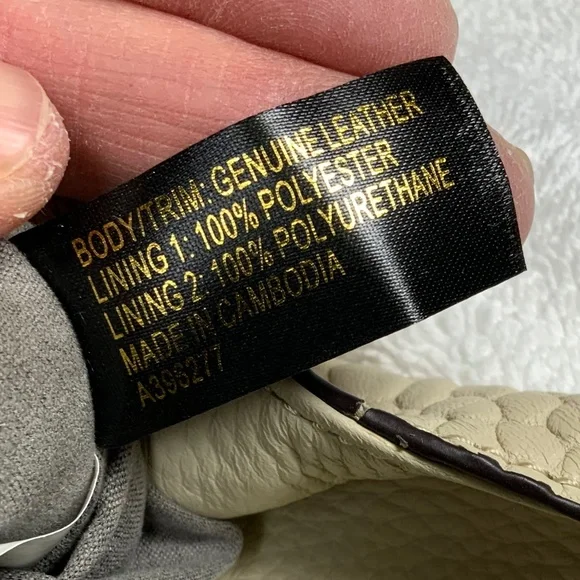 BODY/TRIM: GENUINE LEATHER
LINING 1: 100% POLYESTER
LINING 2: 100% POLYURETHANE
MADE IN CAMBODIA
A398277